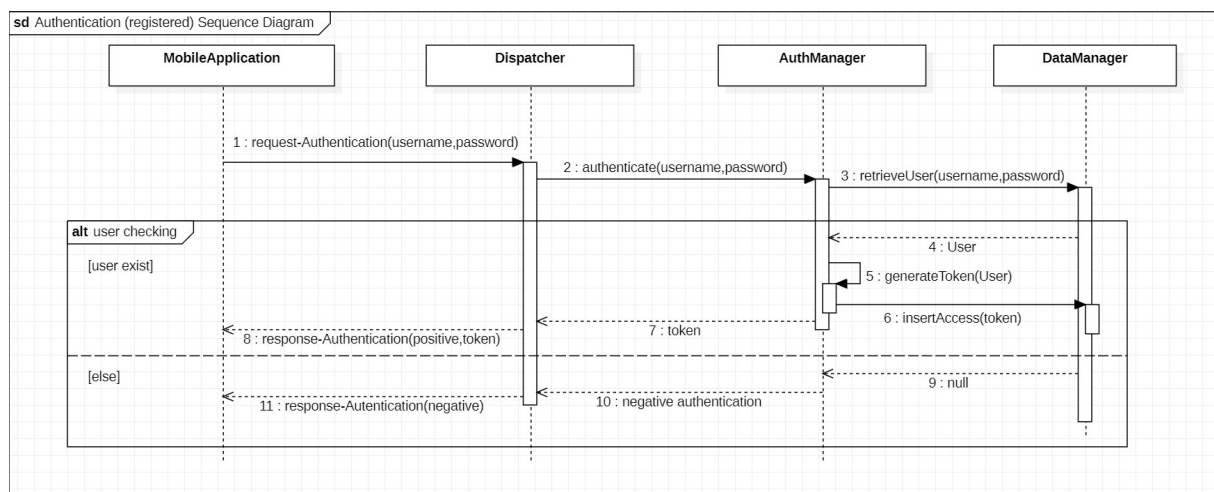 sd Authentication (registered) Sequence Diagram
MobileApplication
Dispatcher
AuthManager
DataManager
1 : request-Authentication(username,password)
2 : authenticate(username,password)
3 : retrieveUser(username,password)
alt user checking
4 : User
[user exist]
5 : generateToken(User)
6 : insertAccess(token)
7 : token
8 : response-Authentication(positive,token)
[else]
9 : null
10 : negative authentication
11 : response-Autentication(negative)